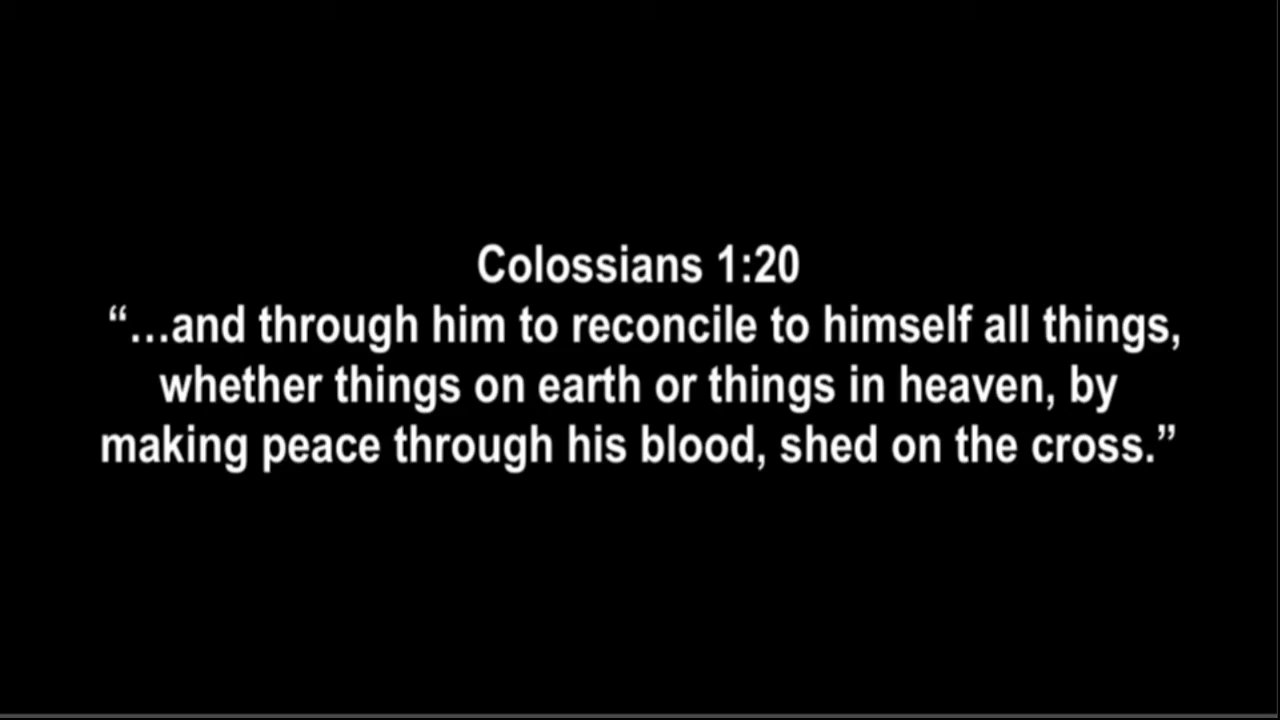 Colossians 1:20
“…and through him to reconcile to himself all things,
whether things on earth or things in heaven, by
making peace through his blood, shed on the cross.”